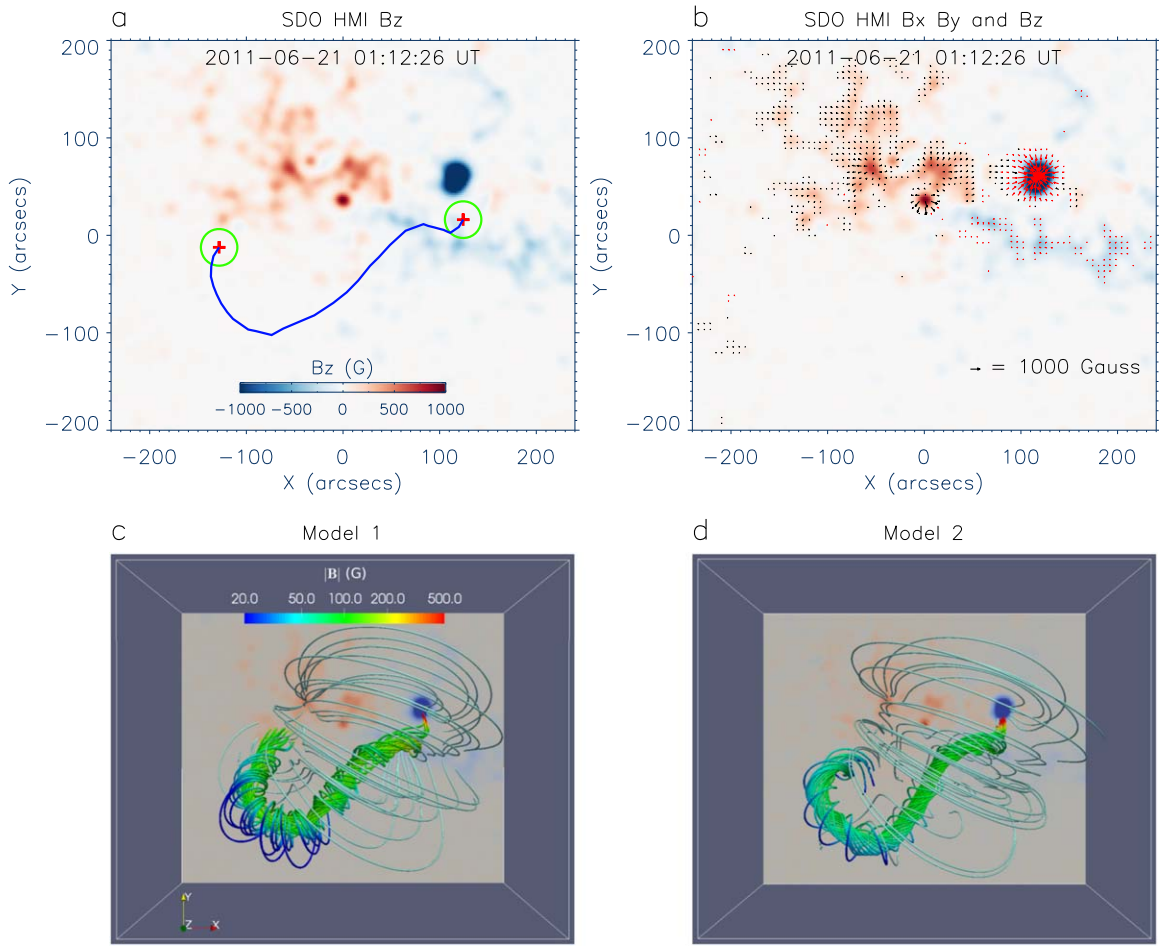 a
SDO HMI Bz
2011-06-21 01:12:26 UT
200
100
0
-100
-200
Y (arcsecs)
Bz (G)
-1000 -500 0 500 1000
-200 -100 0 100 200
X (arcsecs)
b
SDO HMI Bx By and Bz
2011-06-21 01:12:26 UT
200
100
0
-100
-200
Y (arcsecs)
→ = 1000 Gauss
-200 -100 0 100 200
X (arcsecs)
c
Model 1
|B| (G)
20.0 50.0 100.0 200.0 500.0
Y
Z X
d
Model 2